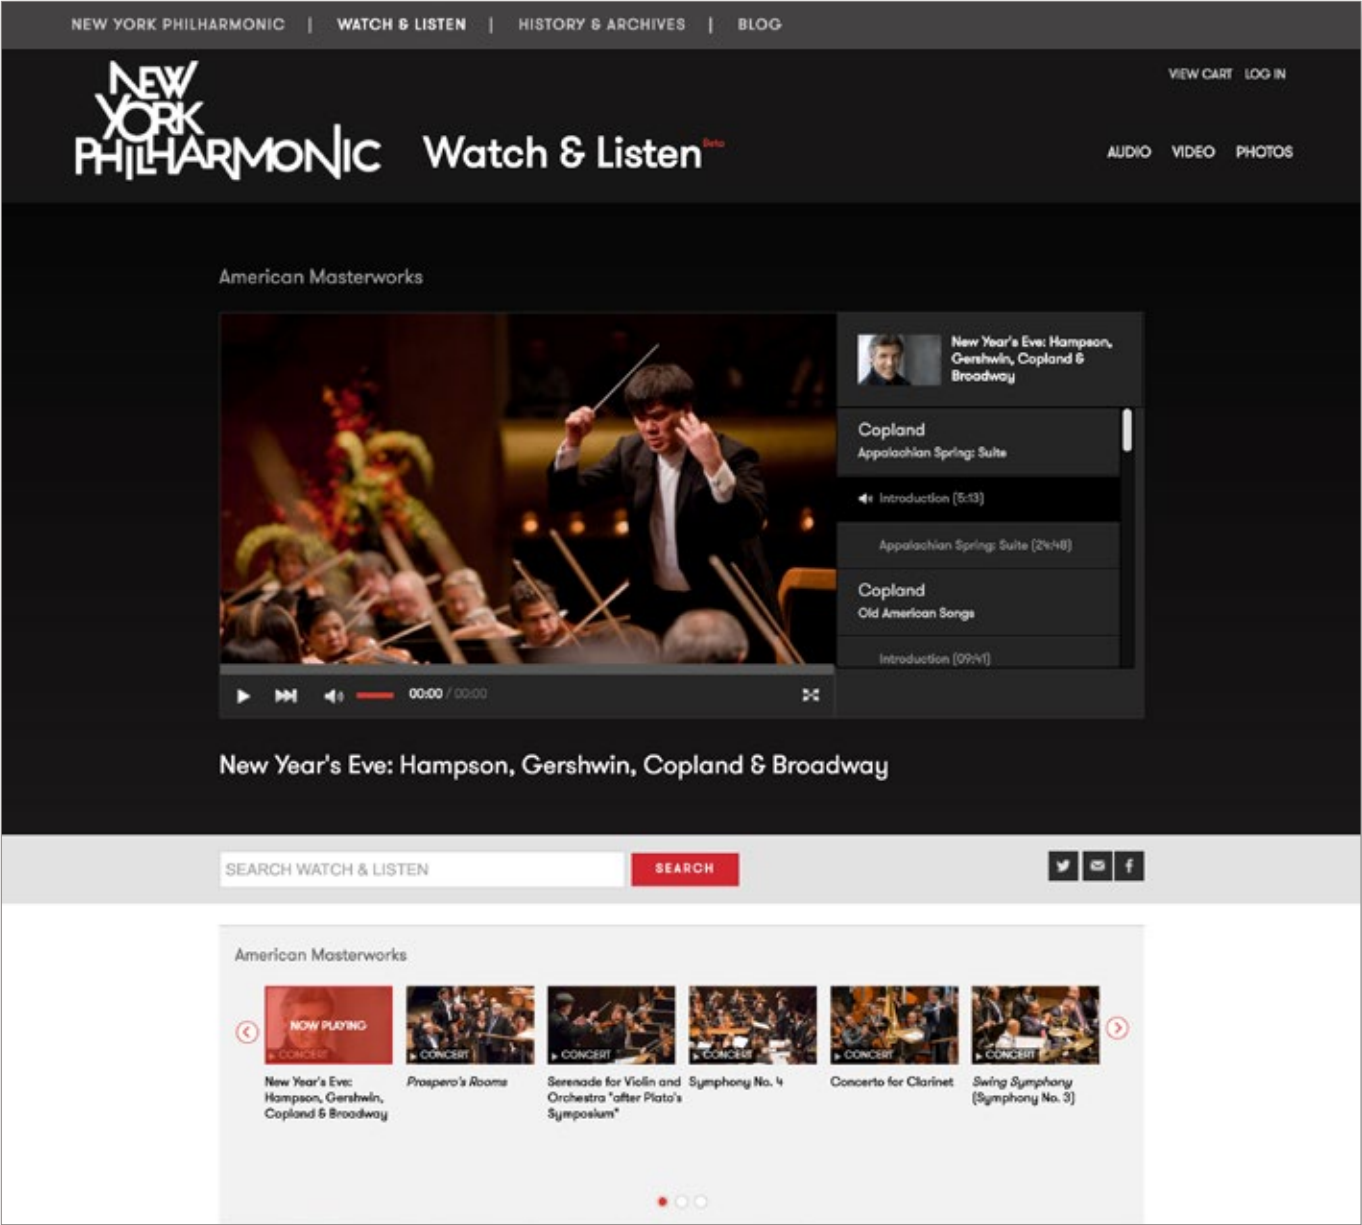 NEW YORK PHILHARMONIC | WATCH & LISTEN | HISTORY & ARCHIVES | BLOG
VIEW CART LOG IN
NEW
YORK
PHILHARMONIC
Watch & Listen Beta
AUDIO VIDEO PHOTOS
American Masterworks
New Year's Eve: Hampson,
Gershwin, Copland &
Broadway
Copland
Appalachian Spring: Suite
Introduction (5:13)
Appalachian Spring: Suite (24:48)
Copland
Old American Songs
Introduction (09:41)
00:00 / 00:00
New Year's Eve: Hampson, Gershwin, Copland & Broadway
SEARCH WATCH & LISTEN
SEARCH
American Masterworks
NOW PLAYING
CONCERT
CONCERT
CONCERT
CONCERT
CONCERT
CONCERT
New Year's Eve:
Hampson, Gershwin,
Copland & Broadway
Prospero's Rooms
Serenade for Violin and
Orchestra "after Plato's
Symposium"
Symphony No. 4
Concerto for Clarinet
Swing Symphony
(Symphony No. 3)